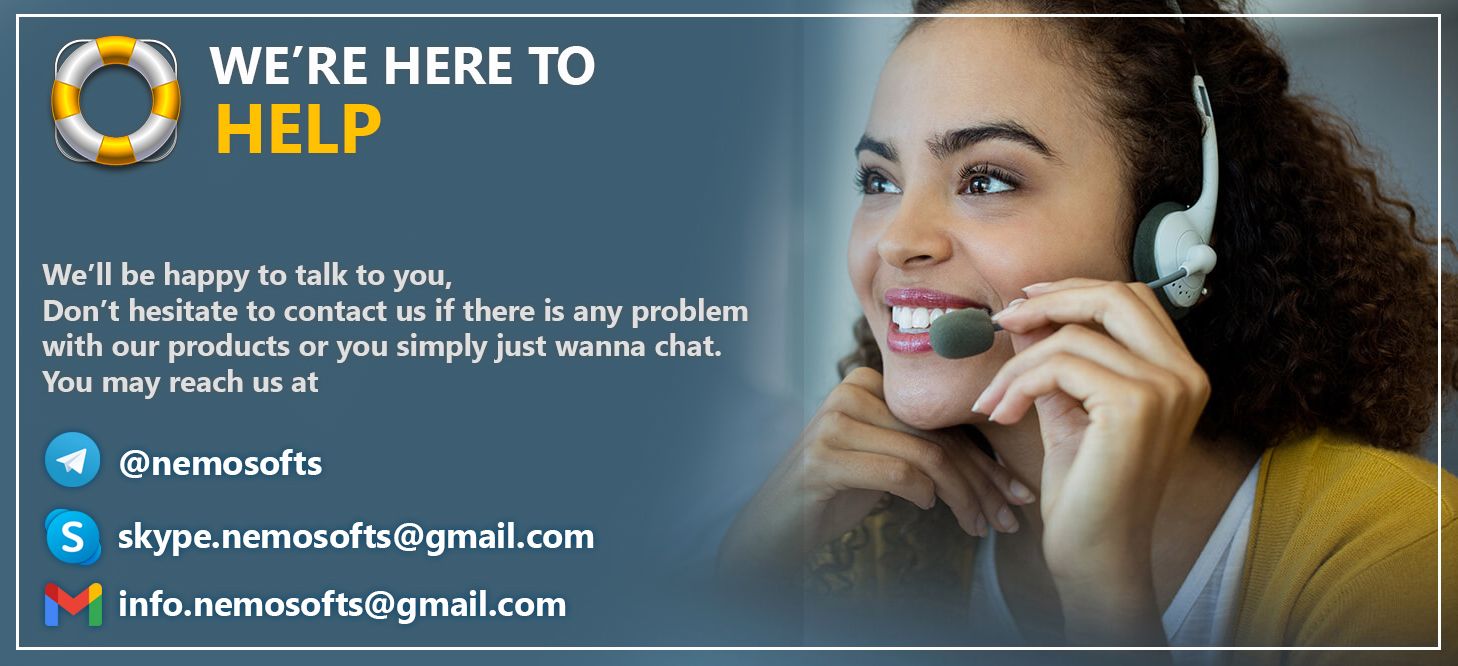 WE’RE HERE TO
HELP
We’ll be happy to talk to you,
Don’t hesitate to contact us if there is any problem
with our products or you simply just wanna chat.
You may reach us at
@nemosofts
S skype.nemosofts@gmail.com
info.nemosofts@gmail.com